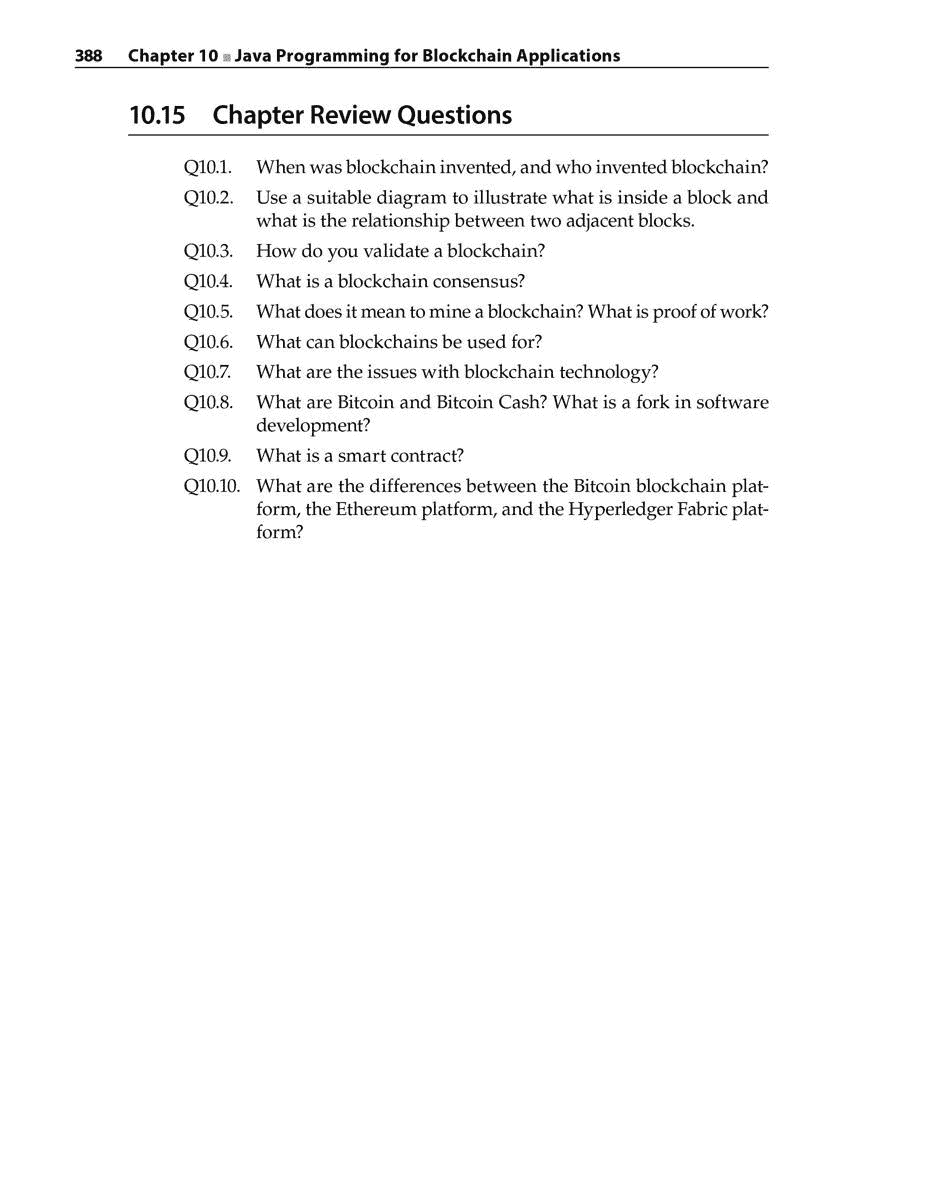 388 Chapter 10 ■ Java Programming for Blockchain Applications
10.15 Chapter Review Questions
Q10.1. When was blockchain invented, and who invented blockchain?
Q10.2. Use a suitable diagram to illustrate what is inside a block and
what is the relationship between two adjacent blocks.
Q10.3. How do you validate a blockchain?
Q10.4. What is a blockchain consensus?
Q10.5. What does it mean to mine a blockchain? What is proof of work?
Q10.6. What can blockchains be used for?
Q10.7. What are the issues with blockchain technology?
Q10.8. What are Bitcoin and Bitcoin Cash? What is a fork in software
development?
Q10.9. What is a smart contract?
Q10.10. What are the differences between the Bitcoin blockchain plat-
form, the Ethereum platform, and the Hyperledger Fabric plat-
form?